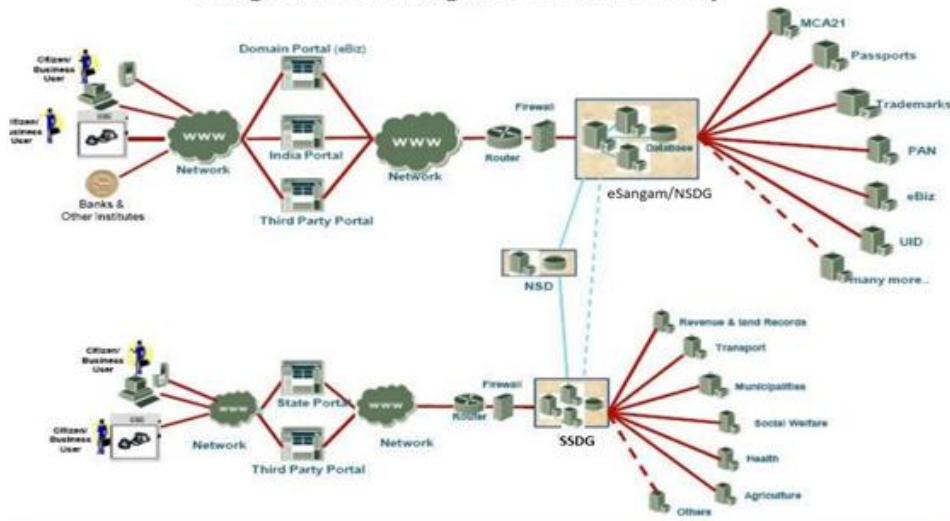 MCA21
Citizen/
Business
User
Domain Portal (eBiz)
Passports
Firewall
Trademarks
www
Network
India Portal
www
Network
Router
Database
PAN
Banks &
Other Institutes
Third Party Portal
eSangam/NSDG
eBiz
UID
many more..
NSD
Revenue & land Records
Citizen/
Business
User
Transport
State Portal
Firewall
Municipalities
www
Network
www
Network
Router
SSDG
Social Welfare
Citizen/
Business
User
Third Party Portal
Health
Agriculture
Others